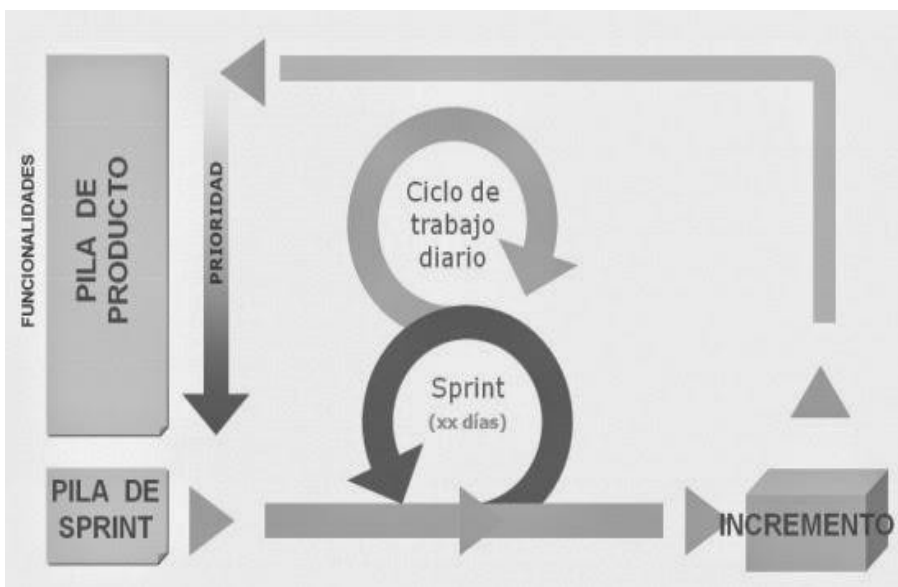 FUNCIONALIDADES
PILA DE
PRODUCTO
PRIORIDAD
Ciclo de
trabajo
diario
Sprint
(xx días)
PILA DE
SPRINT
INCREMENTO